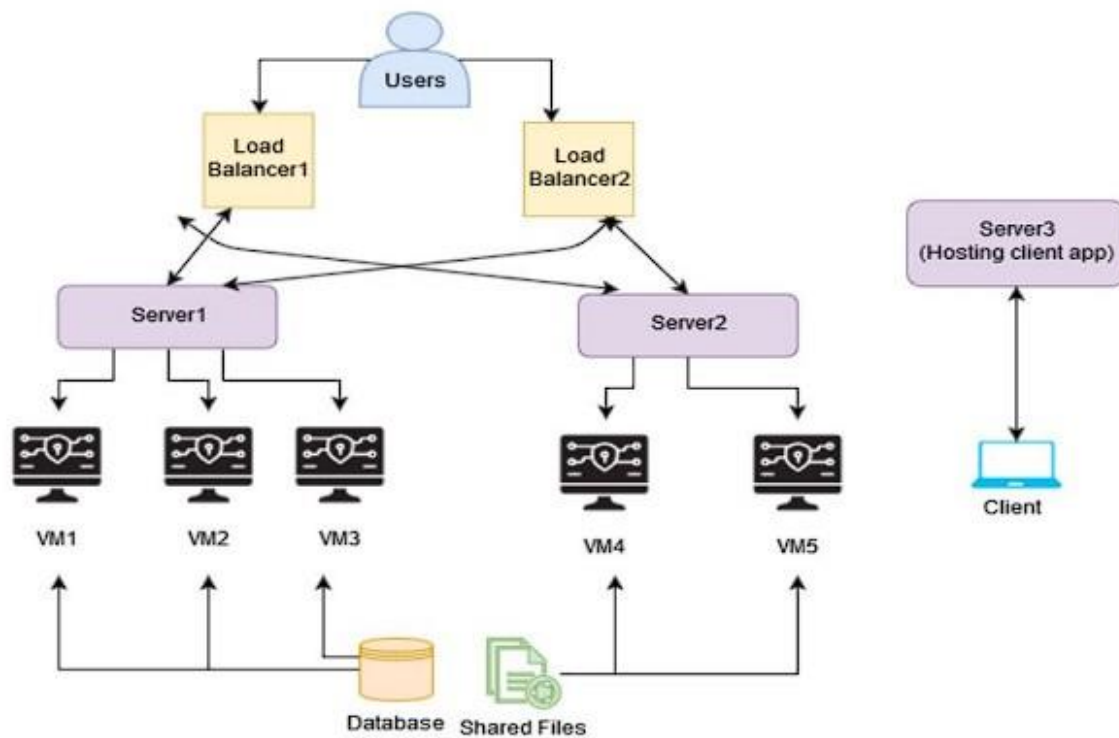 Users
Load
Balancer1
Load
Balancer2
Server3
(Hosting client app)
Server1
Server2
VM1
VM2
VM3
VM4
VM5
Client
Database
Shared Files